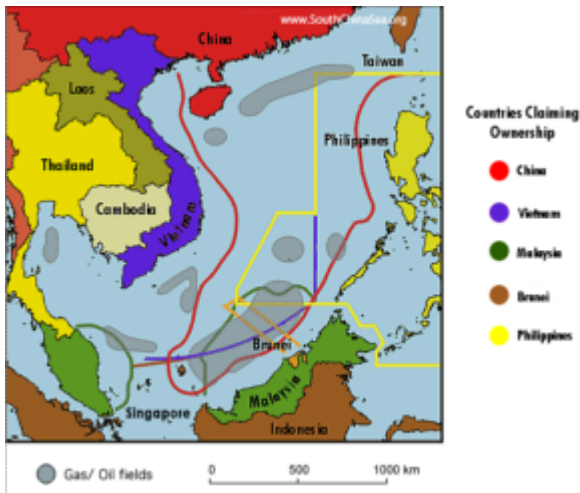 www.SouthChinaSea.org
China
Taiwan
Laos
Philippines
Thailand
Cambodia
Vietnam
Brunei
Malaysia
Singapore
Indonesia
Countries Claiming
Ownership
China
Vietnam
Malaysia
Brunei
Philippines
Gas/ Oil fields
0 500 1000 km